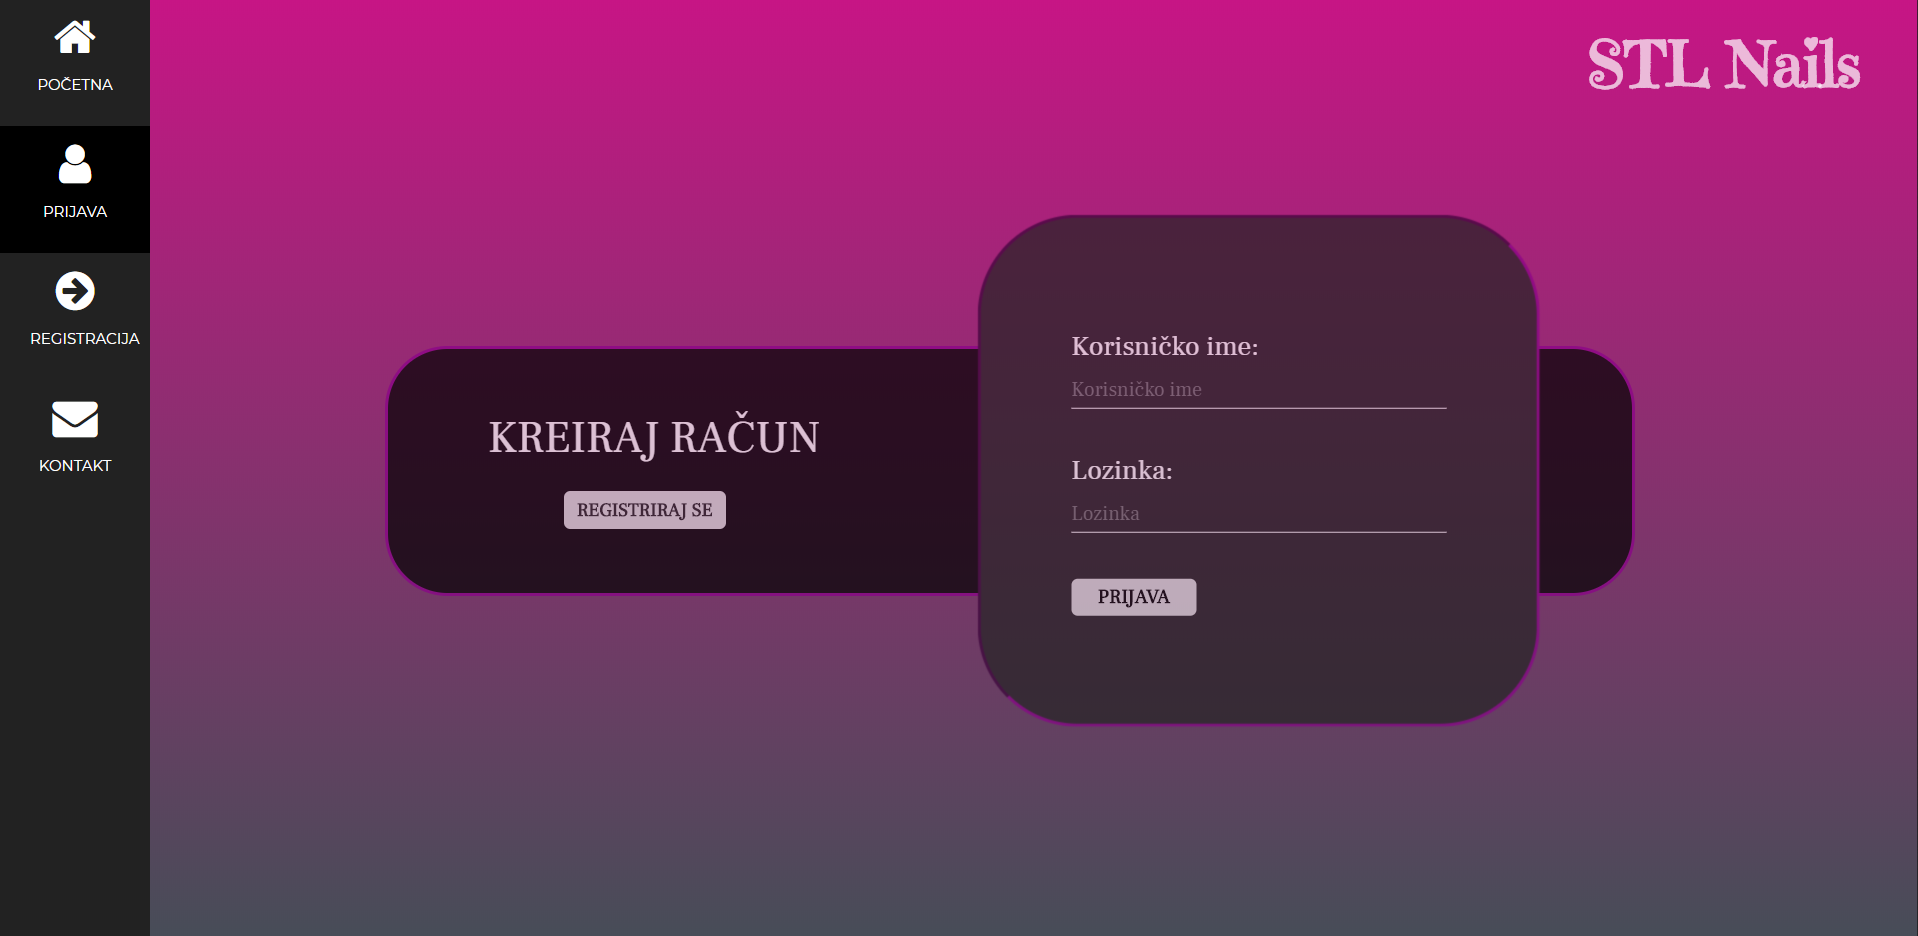 POČETNA
PRIJAVA
REGISTRACIJA
KONTAKT
STL Nails
KREIRAJ RAČUN
REGISTRIRAJ SE
Korisničko ime:
Korisničko ime
Lozinka:
Lozinka
PRIJAVA